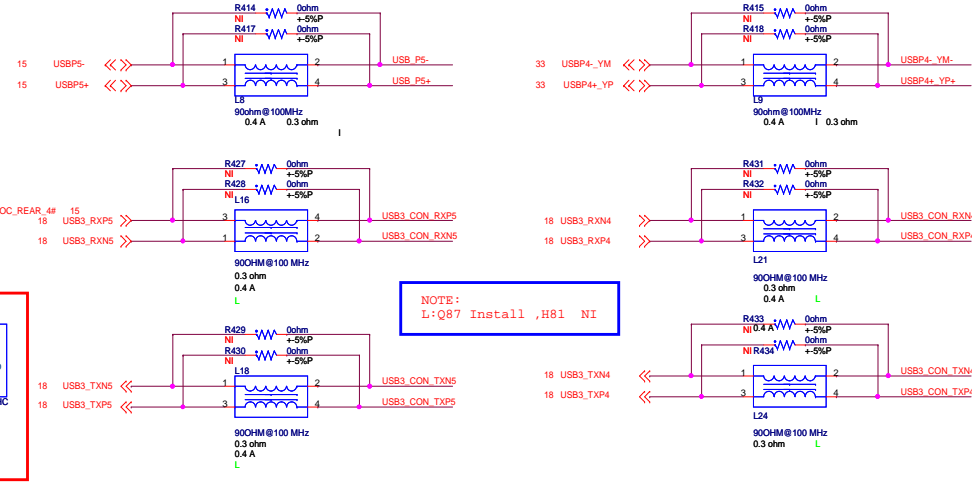 R414 0ohm
NI +-5%P
R417 0ohm
NI +-5%P
15 USBP5- 1 2 USB_P5-
15 USBP5+ 3 4 USB_P5+
L8
90ohm@100MHz
0.4 A 0.3 ohm
I
R415 0ohm
NI +-5%P
R418 0ohm
NI +-5%P
33 USBP4-_YM 1 2 USBP4-_YM-
33 USBP4+_YP 3 4 USBP4+_YP+
L9
90ohm@100MHz
0.4 A I 0.3 ohm
R427 0ohm
NI +-5%P
R428 0ohm
NI +-5%P
L16
OC_REAR_4# 15
18 USB3_RXP5 3 4 USB3_CON_RXP5
18 USB3_RXN5 1 2 USB3_CON_RXN5
90OHM@100 MHz
0.3 ohm
0.4 A
L
R431 0ohm
NI +-5%P
R432 0ohm
NI +-5%P
18 USB3_RXN4 1 2 USB3_CON_RXN4
18 USB3_RXP4 3 4 USB3_CON_RXP4
L21
90OHM@100 MHz
0.3 ohm
0.4 A L
NOTE:
L:Q87 Install ,H81 NI
R429 0ohm
NI +-5%P
R430 0ohm
NI +-5%P
L18
18 USB3_TXN5 1 2 USB3_CON_TXN5
18 USB3_TXP5 3 4 USB3_CON_TXP5
90OHM@100 MHz
0.3 ohm
0.4 A
L
R433 0ohm
NI 0.4 A +-5%P
0ohm
NI R434 +-5%P
18 USB3_TXN4 1 2 USB3_CON_TXN4
18 USB3_TXP4 3 4 USB3_CON_TXP4
L24
90OHM@100 MHz
0.3 ohm L